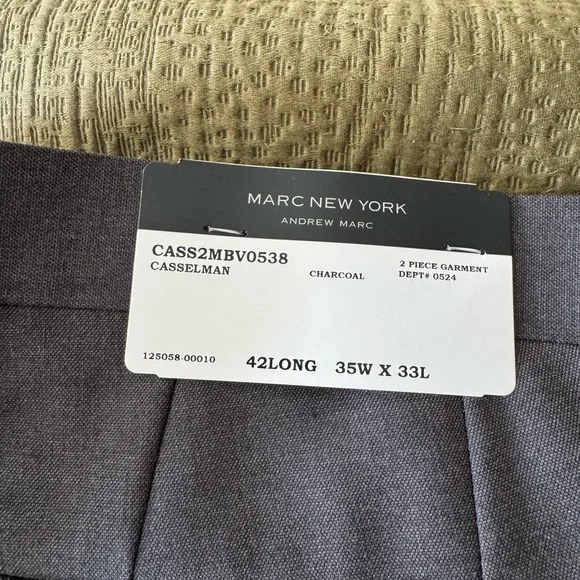 MARC NEW YORK
ANDREW MARC
CASS2MBV0538
CASSELMAN
CHARCOAL
2 PIECE GARMENT
DEPT# 0524
125058-00010
42LONG 35W X 33L